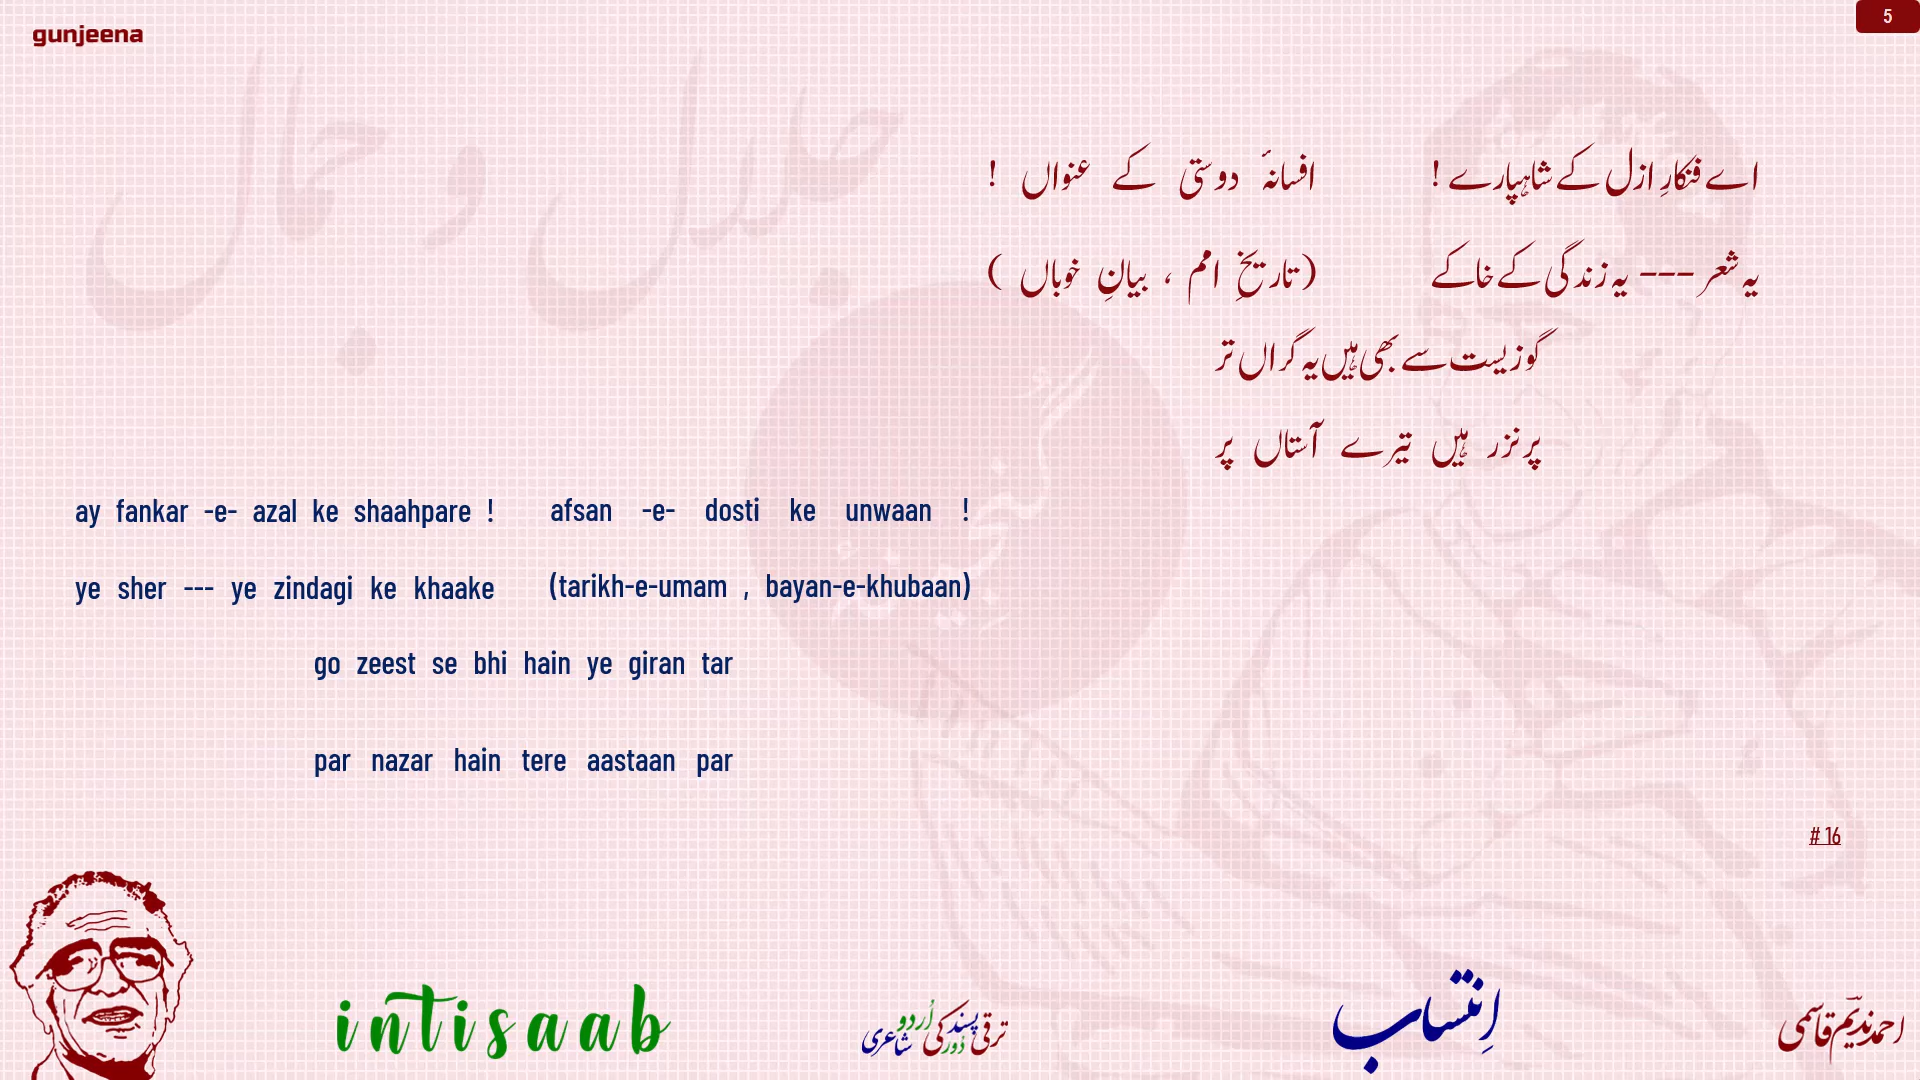 gunjeena
5
جلال و جمال
اے فنکارِ ازل کے شاہپارے ! افسانۂ دوستی کے عنواں !
یہ شعر --- یہ زندگی کے خاکے (تاریخِ امم ، بیانِ خوباں )
گو زیست سے بھی ہیں یہ گراں تر
پر نزر ہیں تیرے آستاں پر
ay fankar -e- azal ke shaahpare ! afsan -e- dosti ke unwaan !
ye sher --- ye zindagi ke khaake (tarikh-e-umam , bayan-e-khubaan)
go zeest se bhi hain ye giran tar
par nazar hain tere aastaan par
# 16
intisaab
ترقی پسند دور کی اُردو شاعری
اِنتساب
احمد ندیم قاسمی